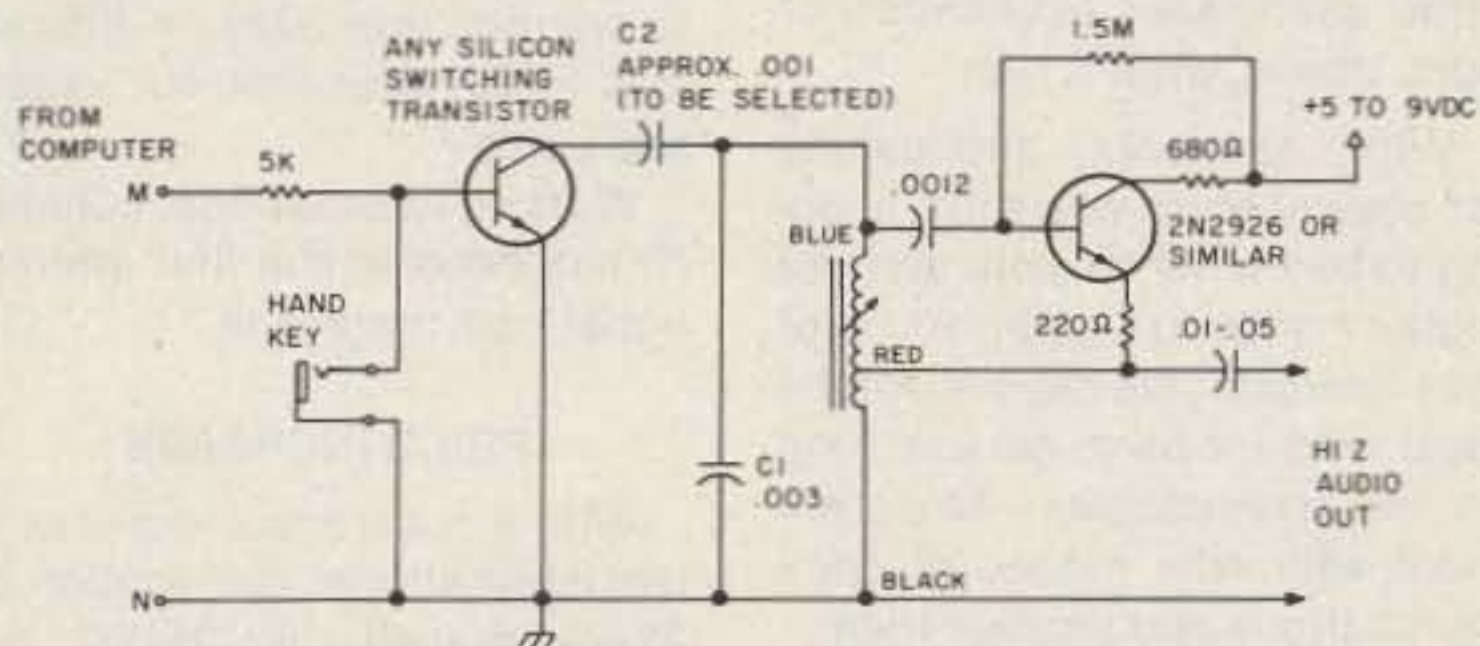 FROM
COMPUTER
M
5K
ANY SILICON
SWITCHING
TRANSISTOR
C2
APPROX. .001
(TO BE SELECTED)
1.5M
+5 TO 9VDC
680Ω
.0012
BLUE
2N2926 OR
SIMILAR
HAND
KEY
220Ω
.01-.05
RED
C1
.003
HI Z
AUDIO
OUT
BLACK
N